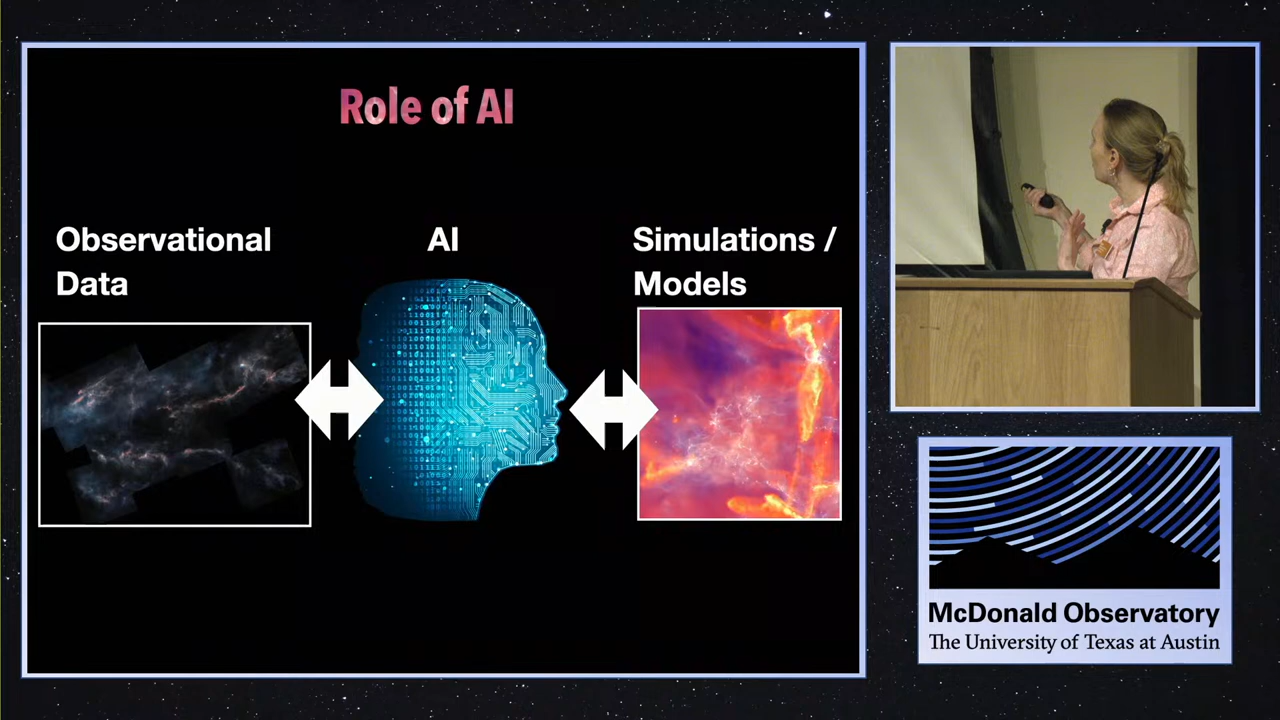 Role of AI
Observational
Data
AI
Simulations /
Models
McDonald Observatory
The University of Texas at Austin